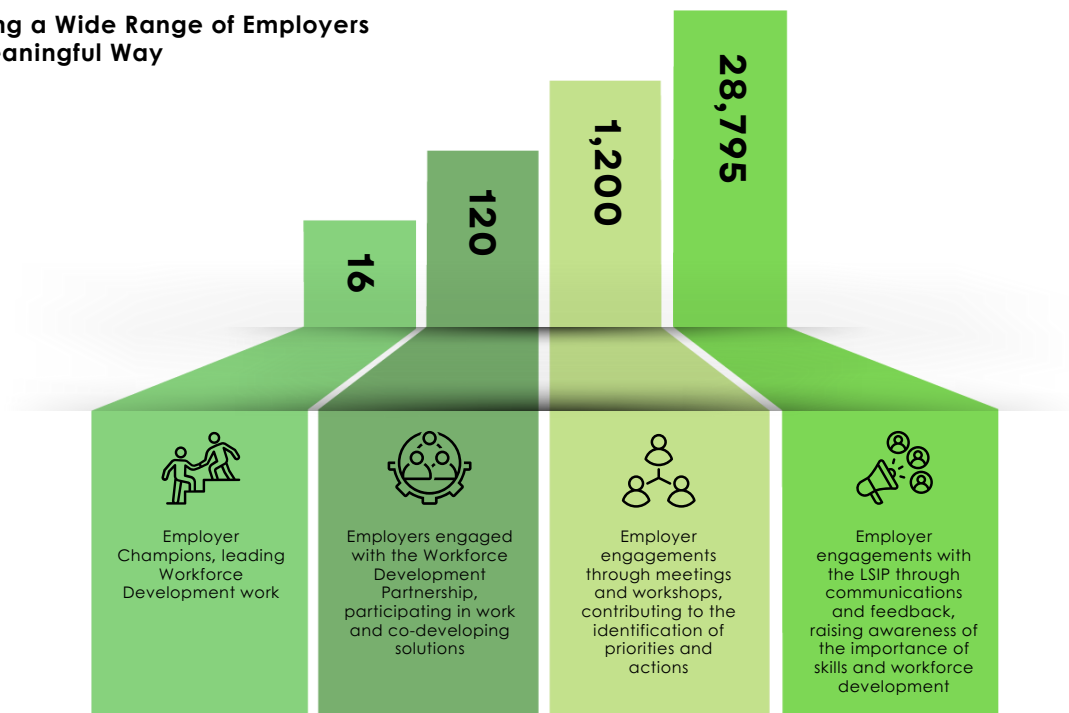 ng a Wide Range of Employers
aningful Way
16
120
1,200
28,795
Employer
Champions, leading
Workforce
Development work
Employers engaged
with the Workforce
Development
Partnership,
participating in work
and co-developing
solutions
Employer
engagements
through meetings
and workshops,
contributing to the
identification of
priorities and
actions
Employer
engagements with
the LSIP through
communications
and feedback,
raising awareness of
the importance of
skills and workforce
development